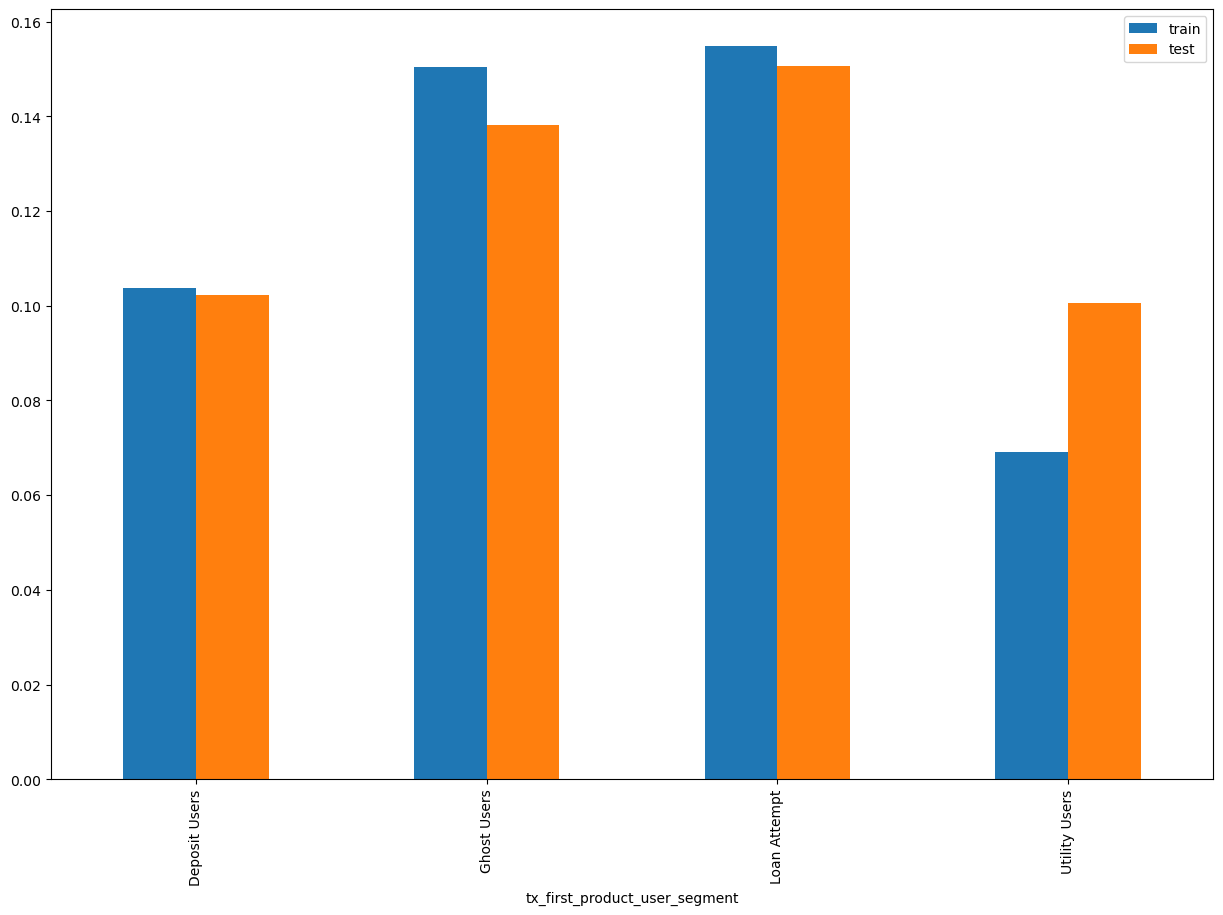 0.16
0.14
0.12
0.10
0.08
0.06
0.04
0.02
0.00
train
test
Deposit Users
Ghost Users
Loan Attempt
Utility Users
tx_first_product_user_segment